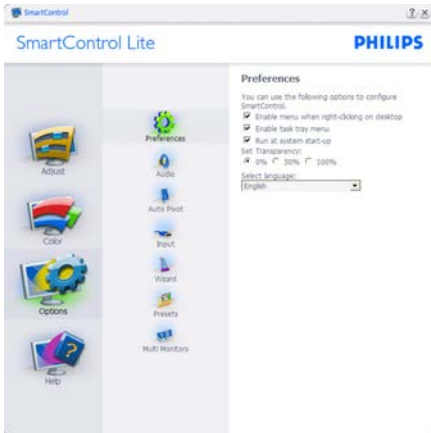 SmartControl
? x
SmartControl Lite
PHILIPS
Adjust
Color
Options
Help
Preferences
Audio
Auto Pivot
Input
Wizard
Presets
Multi Monitors
Preferences
You can use the following options to configure
SmartControl.
Enable menu when right-clicking on desktop
Enable task tray menu
Run at system start-up
Set Transparency:
0% 50% 100%
Select language:
English